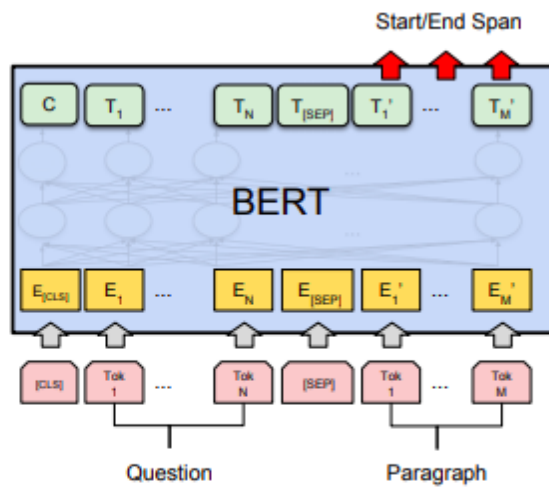 Start/End Span
C T1 ... TN T[SEP] T1' ... TM'
...
BERT
...
E[CLS] E1 ... EN E[SEP] E1' ... EM'
[CLS] Tok 1 ... Tok N [SEP] Tok 1 ... Tok M
Question Paragraph